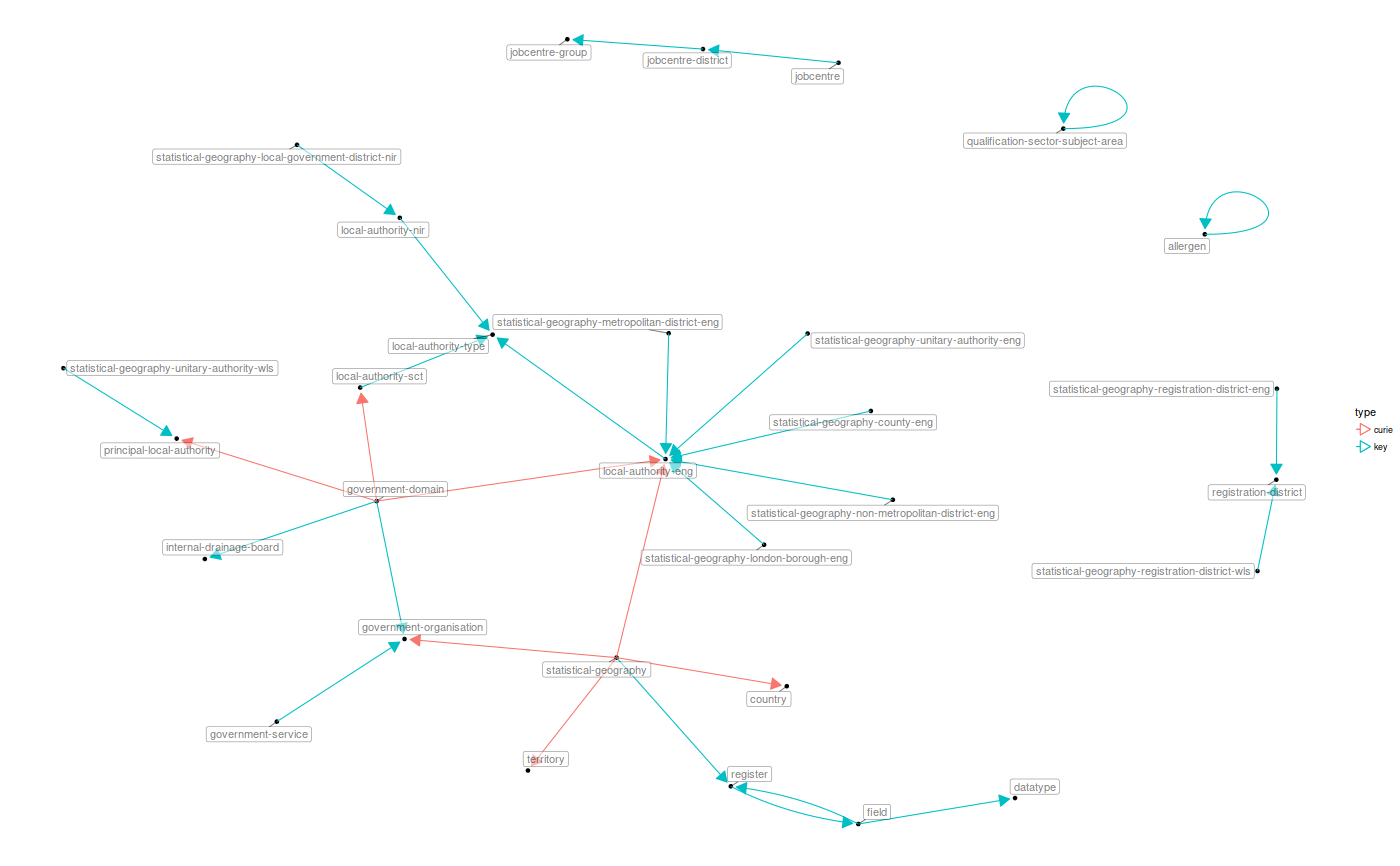 jobcentre-group
jobcentre-district
jobcentre
qualification-sector-subject-area
statistical-geography-local-government-district-nir
local-authority-nir
allergen
statistical-geography-metropolitan-district-eng
statistical-geography-unitary-authority-eng
local-authority-type
statistical-geography-unitary-authority-wls
local-authority-sct
statistical-geography-registration-district-eng
type
curie
key
statistical-geography-county-eng
principal-local-authority
local-authority-eng
government-domain
registration-district
statistical-geography-non-metropolitan-district-eng
internal-drainage-board
statistical-geography-london-borough-eng
statistical-geography-registration-district-wls
government-organisation
statistical-geography
country
government-service
territory
register
datatype
field